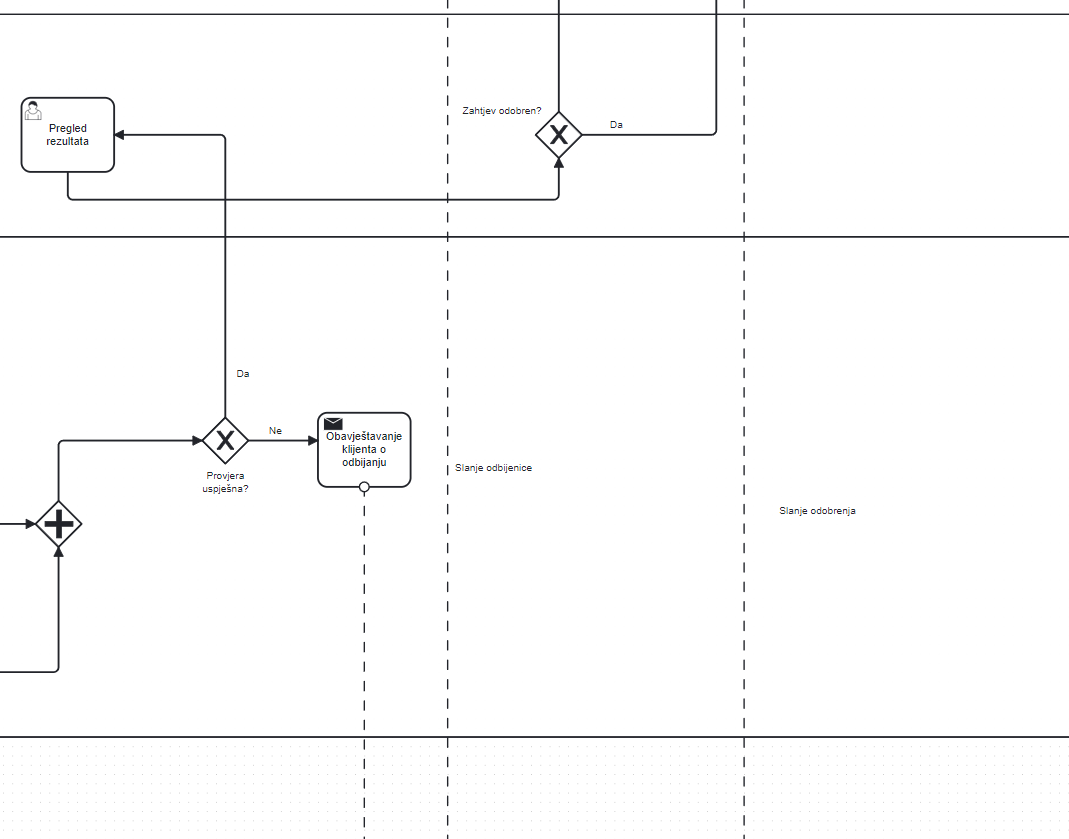 Zahtjev odobren?
Da
Pregled
rezultata
Da
Ne
Obavještavanje
klijenta o
odbijanju
Provjera
uspješna?
Slanje odbijenice
Slanje odobrenja